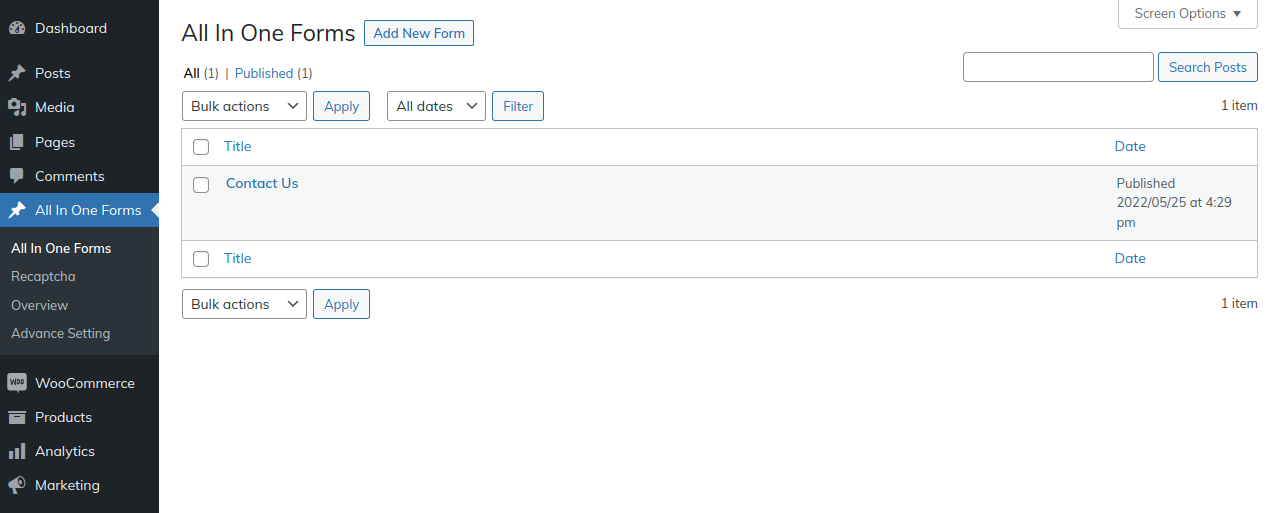 Dashboard
Posts
Media
Pages
Comments
All In One Forms
All In One Forms
Recaptcha
Overview
Advance Setting
WOO WooCommerce
Products
Analytics
Marketing
Screen Options
All In One Forms Add New Form
All (1) | Published (1)
Search Posts
Bulk actions Apply All dates Filter 1 item
Title Date
Contact Us Published
2022/05/25 at 4:29
pm
Title Date
Bulk actions Apply 1 item